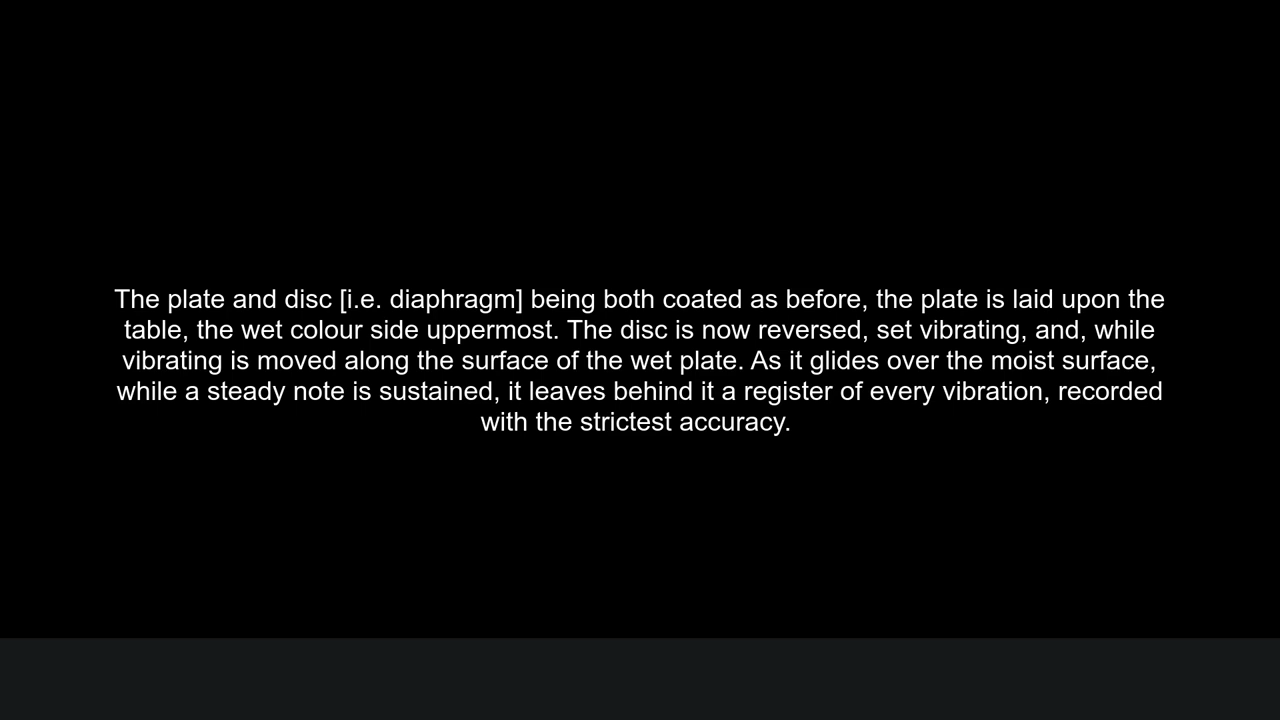 The plate and disc [i.e. diaphragm] being both coated as before, the plate is laid upon the
table, the wet colour side uppermost. The disc is now reversed, set vibrating, and, while
vibrating is moved along the surface of the wet plate. As it glides over the moist surface,
while a steady note is sustained, it leaves behind it a register of every vibration, recorded
with the strictest accuracy.